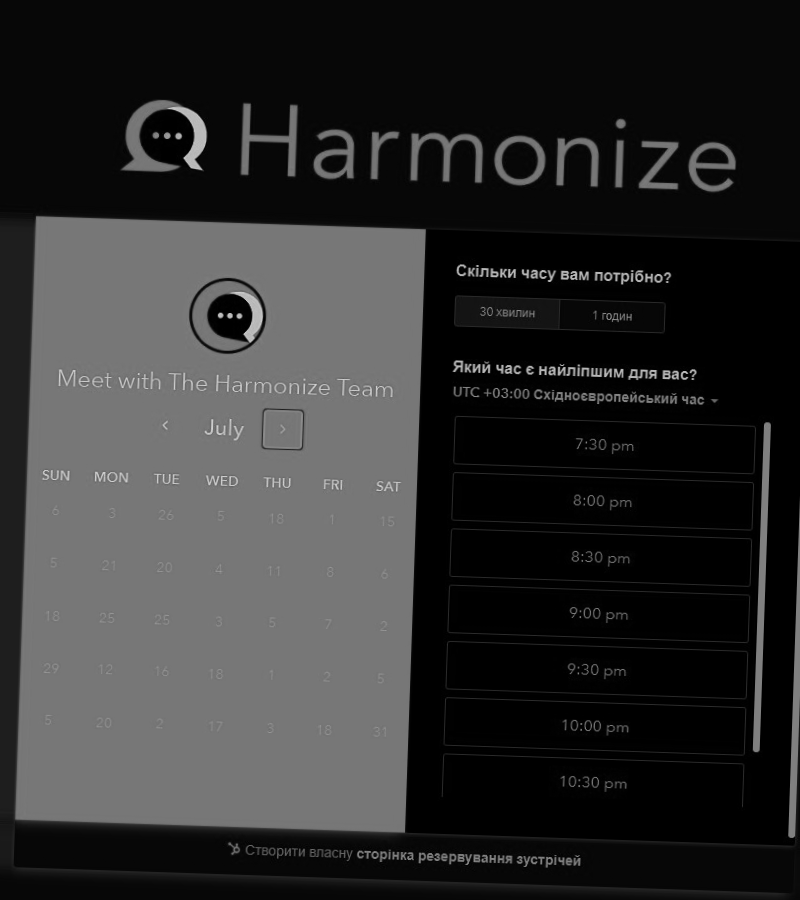 Harmonize
Meet with The Harmonize Team
July
SUN MON TUE WED THU FRI SAT
6 3 26 5 18 1 15
5 21 20 4 11 8 6
18 25 25 3 5 7 2
29 12 16 18 1 2 5
5 20 2 17 3 18 31
Скільки часу вам потрібно?
30 хвилин 1 годин
Який час є найліпшим для вас?
UTC +03:00 Східноєвропейський час
7:30 pm
8:00 pm
8:30 pm
9:00 pm
9:30 pm
10:00 pm
10:30 pm
Створити власну сторінка резервування зустрічей